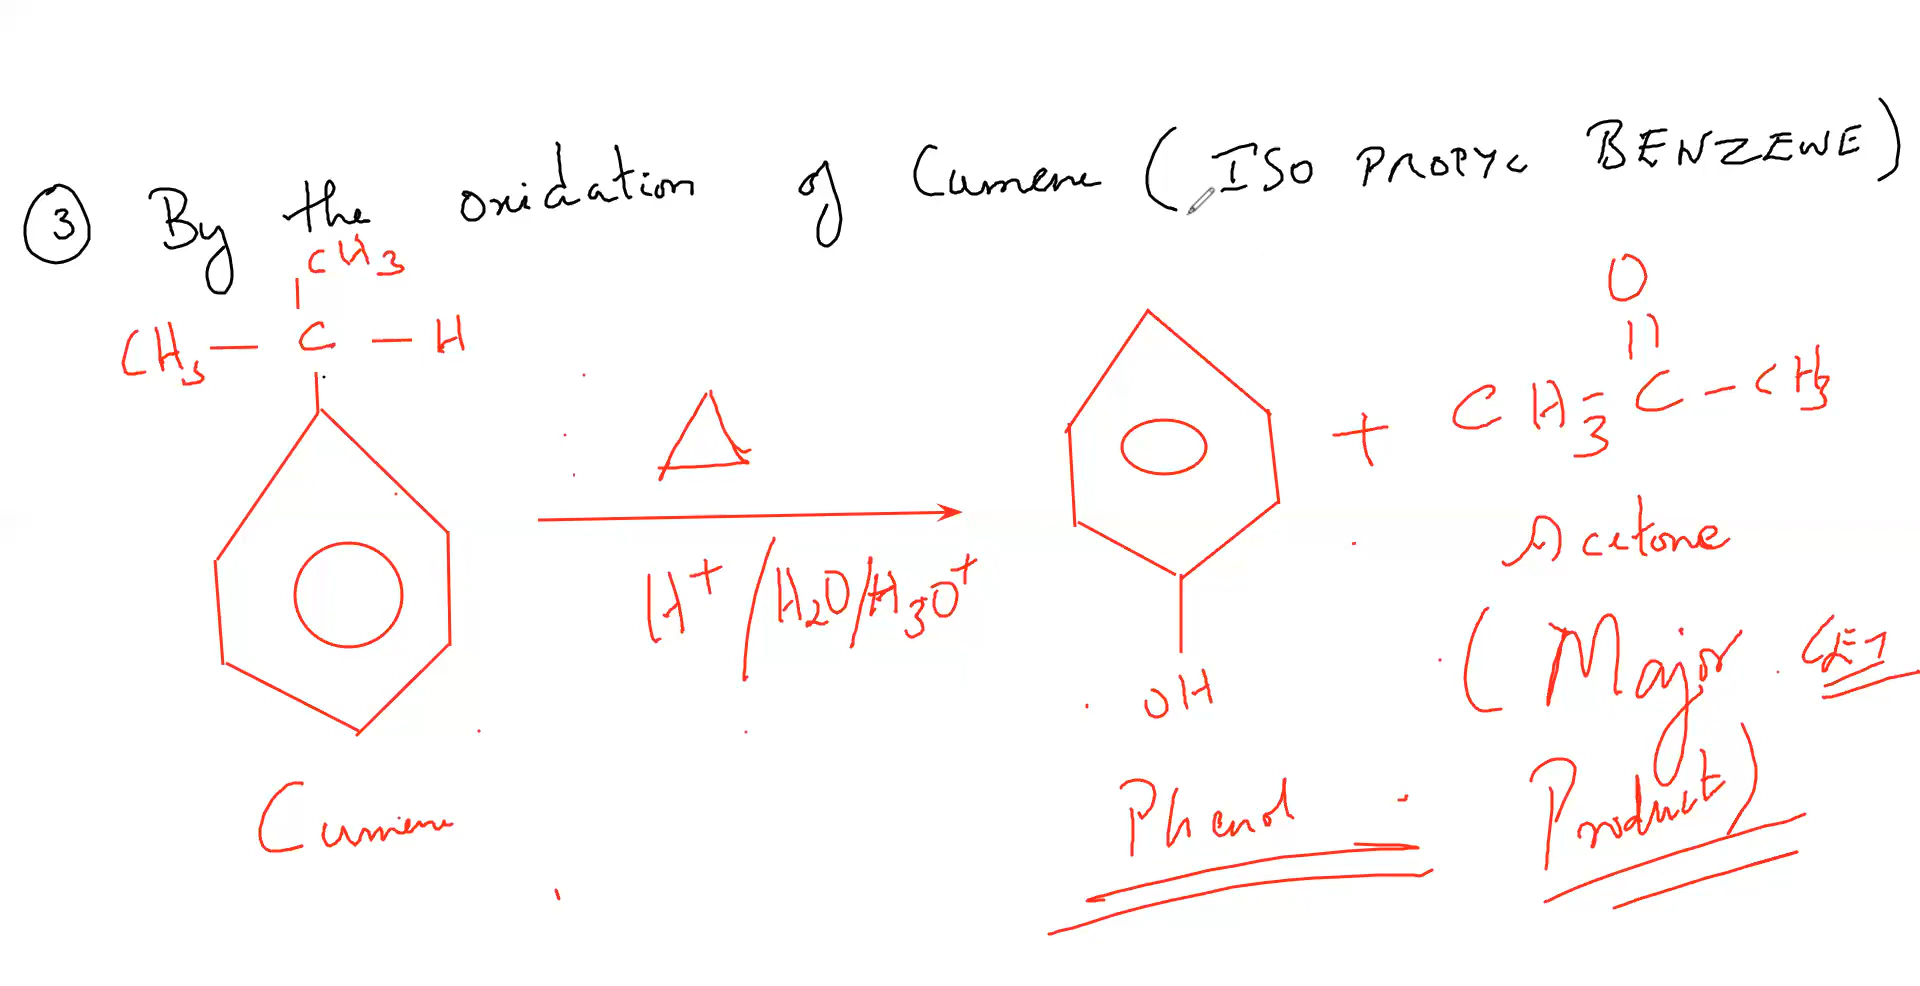 ③ By the oxidation of Cumene (ISO PROPYL BENZENE)
CH3
CH3 — C — H
O
CH3 - C - CH3
Δ
+
H+ / H2O / H3O+
Acetone
OH
(Major
Product)
Cumene
Phenol